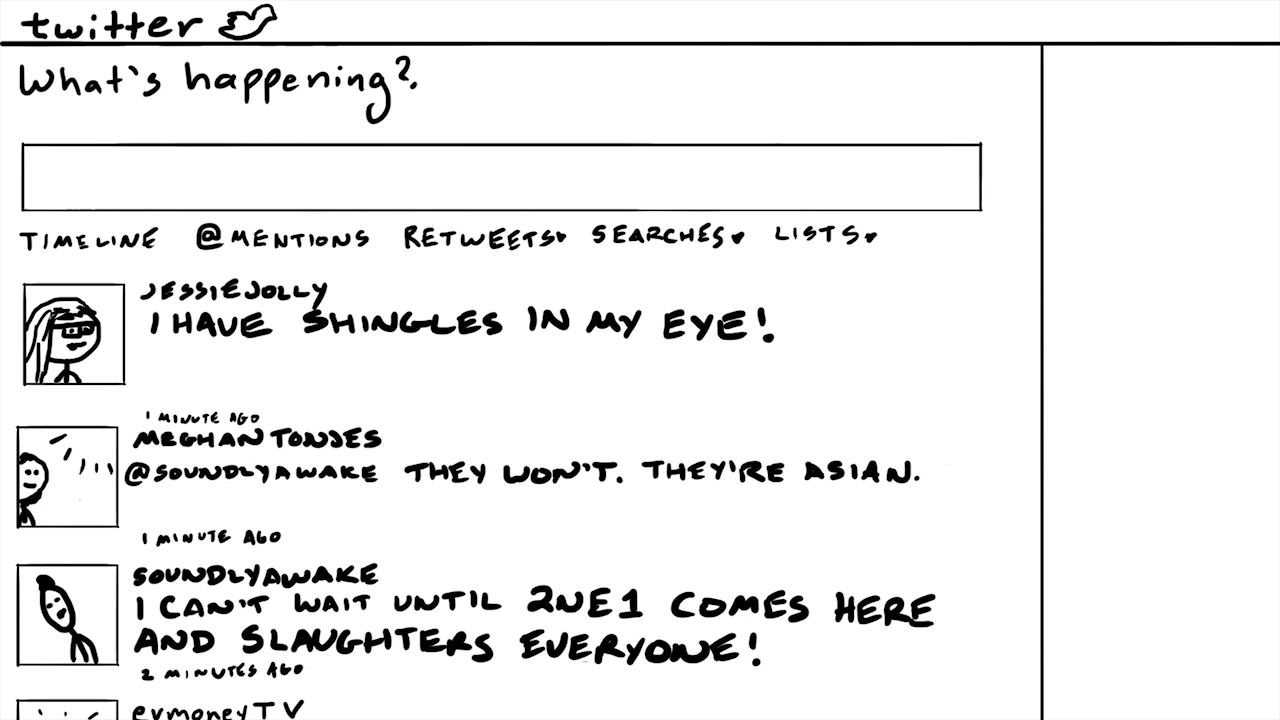 twitter
What's happening?
TIMELINE @MENTIONS RETWEETS SEARCHES LISTS
JESSIEJOLLY
I HAVE SHINGLES IN MY EYE!
1 MINUTE AGO
MEGHANTONJES
@SOUNDLYAWAKE THEY WON'T. THEY'RE ASIAN.
1 MINUTE AGO
SOUNDLYAWAKE
I CAN'T WAIT UNTIL 2NE1 COMES HERE
AND SLAUGHTERS EVERYONE!
2 MINUTES AGO
evmoneyTV